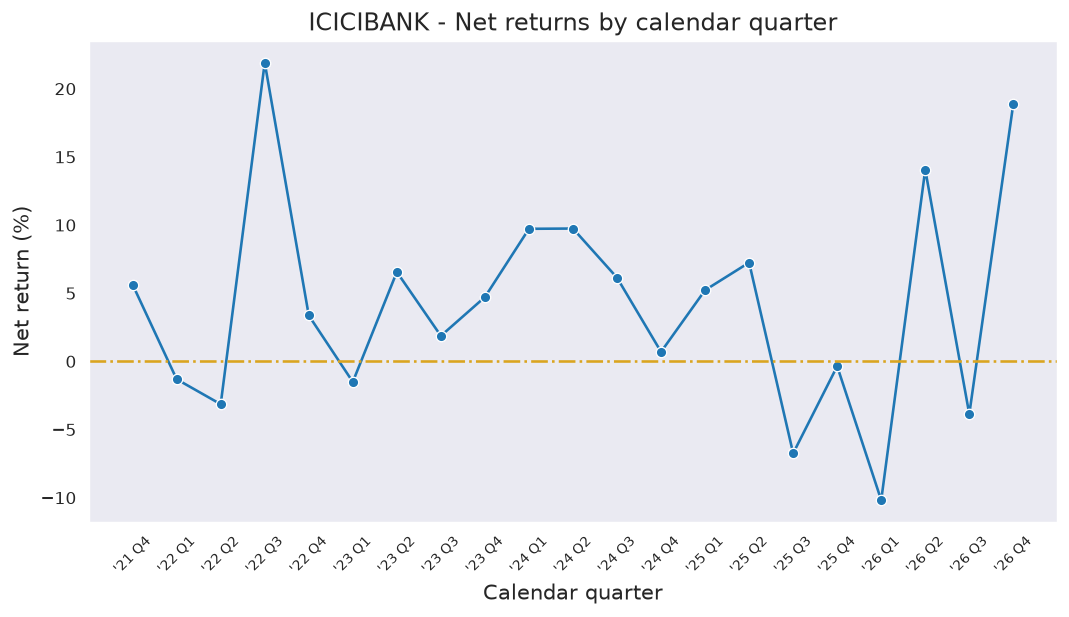 ICICIBANK - Net returns by calendar quarter
Net return (%)
20
15
10
5
0
−5
−10
'21 Q4
'22 Q1
'22 Q2
'22 Q3
'22 Q4
'23 Q1
'23 Q2
'23 Q3
'23 Q4
'24 Q1
'24 Q2
'24 Q3
'24 Q4
'25 Q1
'25 Q2
'25 Q3
'25 Q4
'26 Q1
'26 Q2
'26 Q3
'26 Q4
Calendar quarter